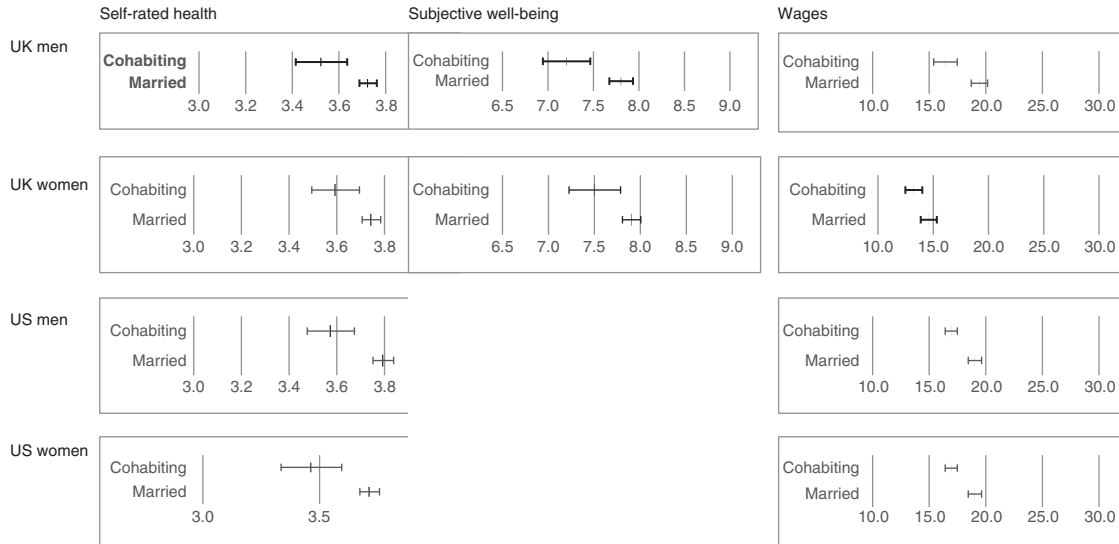 Self-rated health Subjective well-being Wages
UK men
Cohabiting
Married
3.0 3.2 3.4 3.6 3.8
Cohabiting
Married
6.5 7.0 7.5 8.0 8.5 9.0
Cohabiting
Married
10.0 15.0 20.0 25.0 30.0
UK women
Cohabiting
Married
3.0 3.2 3.4 3.6 3.8
Cohabiting
Married
6.5 7.0 7.5 8.0 8.5 9.0
Cohabiting
Married
10.0 15.0 20.0 25.0 30.0
US men
Cohabiting
Married
3.0 3.2 3.4 3.6 3.8
Cohabiting
Married
10.0 15.0 20.0 25.0 30.0
US women
Cohabiting
Married
3.0 3.5
Cohabiting
Married
10.0 15.0 20.0 25.0 30.0